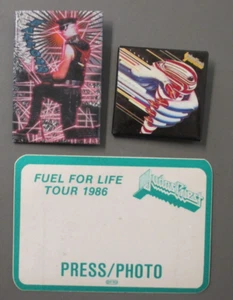 FUEL FOR LIFE
TOUR 1986
Judas Priest
PRESS/PHOTO